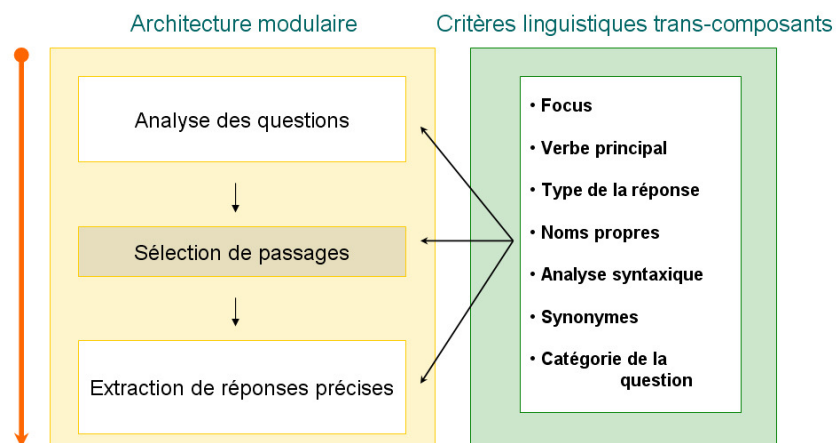 Architecture modulaire
Critères linguistiques trans-composants
Analyse des questions
Sélection de passages
Extraction de réponses précises
• Focus
• Verbe principal
• Type de la réponse
• Noms propres
• Analyse syntaxique
• Synonymes
• Catégorie de la
question